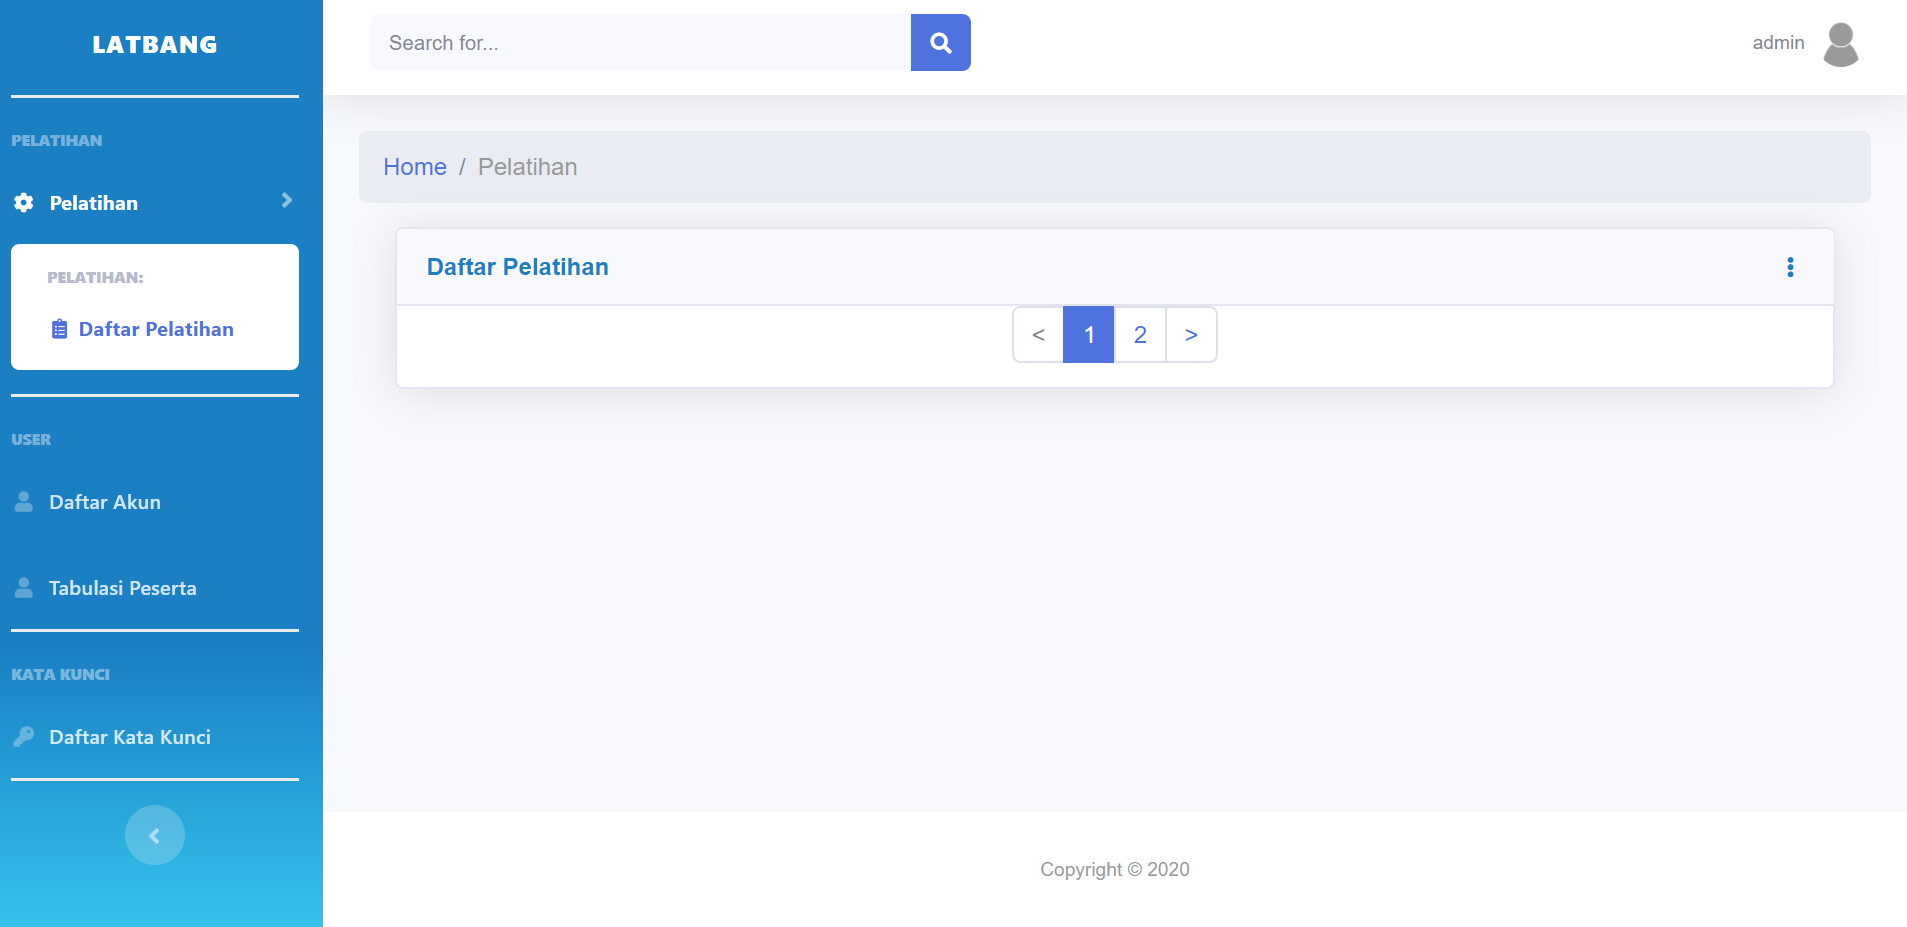 LATBANG
Search for...
admin
PELATIHAN
Pelatihan
PELATIHAN:
Daftar Pelatihan
USER
Daftar Akun
Tabulasi Peserta
KATA KUNCI
Daftar Kata Kunci
Home / Pelatihan
Daftar Pelatihan
< 1 2 >
Copyright © 2020